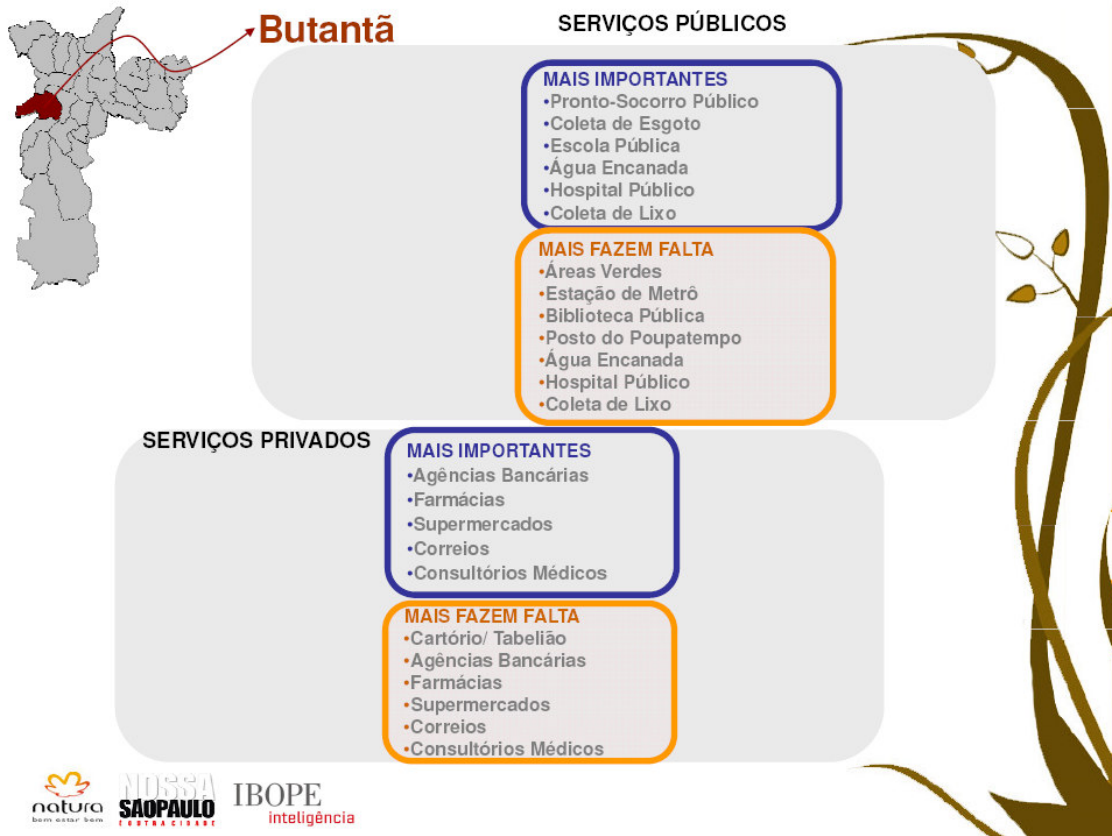 Butantã
SERVIÇOS PÚBLICOS
MAIS IMPORTANTES
•Pronto-Socorro Público
•Coleta de Esgoto
•Escola Pública
•Água Encanada
•Hospital Público
•Coleta de Lixo
MAIS FAZEM FALTA
•Áreas Verdes
•Estação de Metrô
•Biblioteca Pública
•Posto do Poupatempo
•Água Encanada
•Hospital Público
•Coleta de Lixo
SERVIÇOS PRIVADOS
MAIS IMPORTANTES
•Agências Bancárias
•Farmácias
•Supermercados
•Correios
•Consultórios Médicos
MAIS FAZEM FALTA
•Cartório/ Tabelião
•Agências Bancárias
•Farmácias
•Supermercados
•Correios
•Consultórios Médicos
natura
bem estar bem
NOSSA
SÃOPAULO
OUTRA CIDADE
IBOPE
inteligência